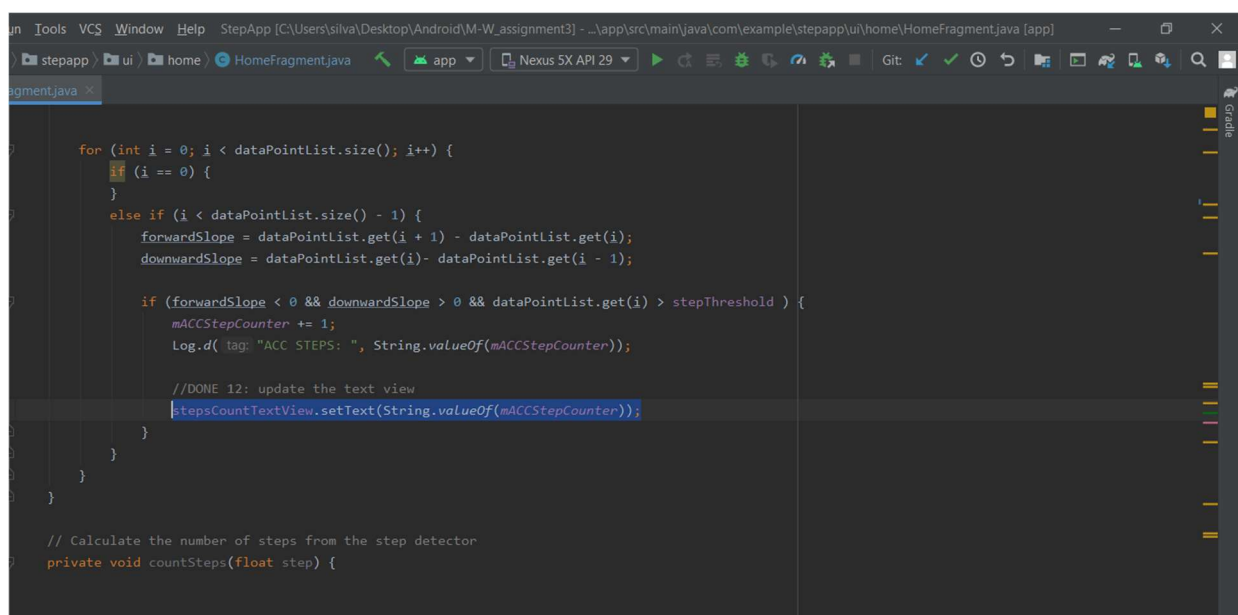 Tools VCS Window Help StepApp [C:\Users\silva\Desktop\Android\M-W_assignment3] - ...\app\src\main\java\com\example\stepapp\ui\home\HomeFragment.java [app]
stepapp ui home HomeFragment.java app Nexus 5X API 29 Git:
agment.java
Gradle
for (int i = 0; i < dataPointList.size(); i++) {
if (i == 0) {
}
else if (i < dataPointList.size() - 1) {
forwardSlope = dataPointList.get(i + 1) - dataPointList.get(i);
downwardSlope = dataPointList.get(i)- dataPointList.get(i - 1);
if (forwardSlope < 0 && downwardSlope > 0 && dataPointList.get(i) > stepThreshold ) {
mACCStepCounter += 1;
Log.d( tag: "ACC STEPS: ", String.valueOf(mACCStepCounter));
//DONE 12: update the text view
stepsCountTextView.setText(String.valueOf(mACCStepCounter));
}
}
}
}
// Calculate the number of steps from the step detector
private void countSteps(float step) {